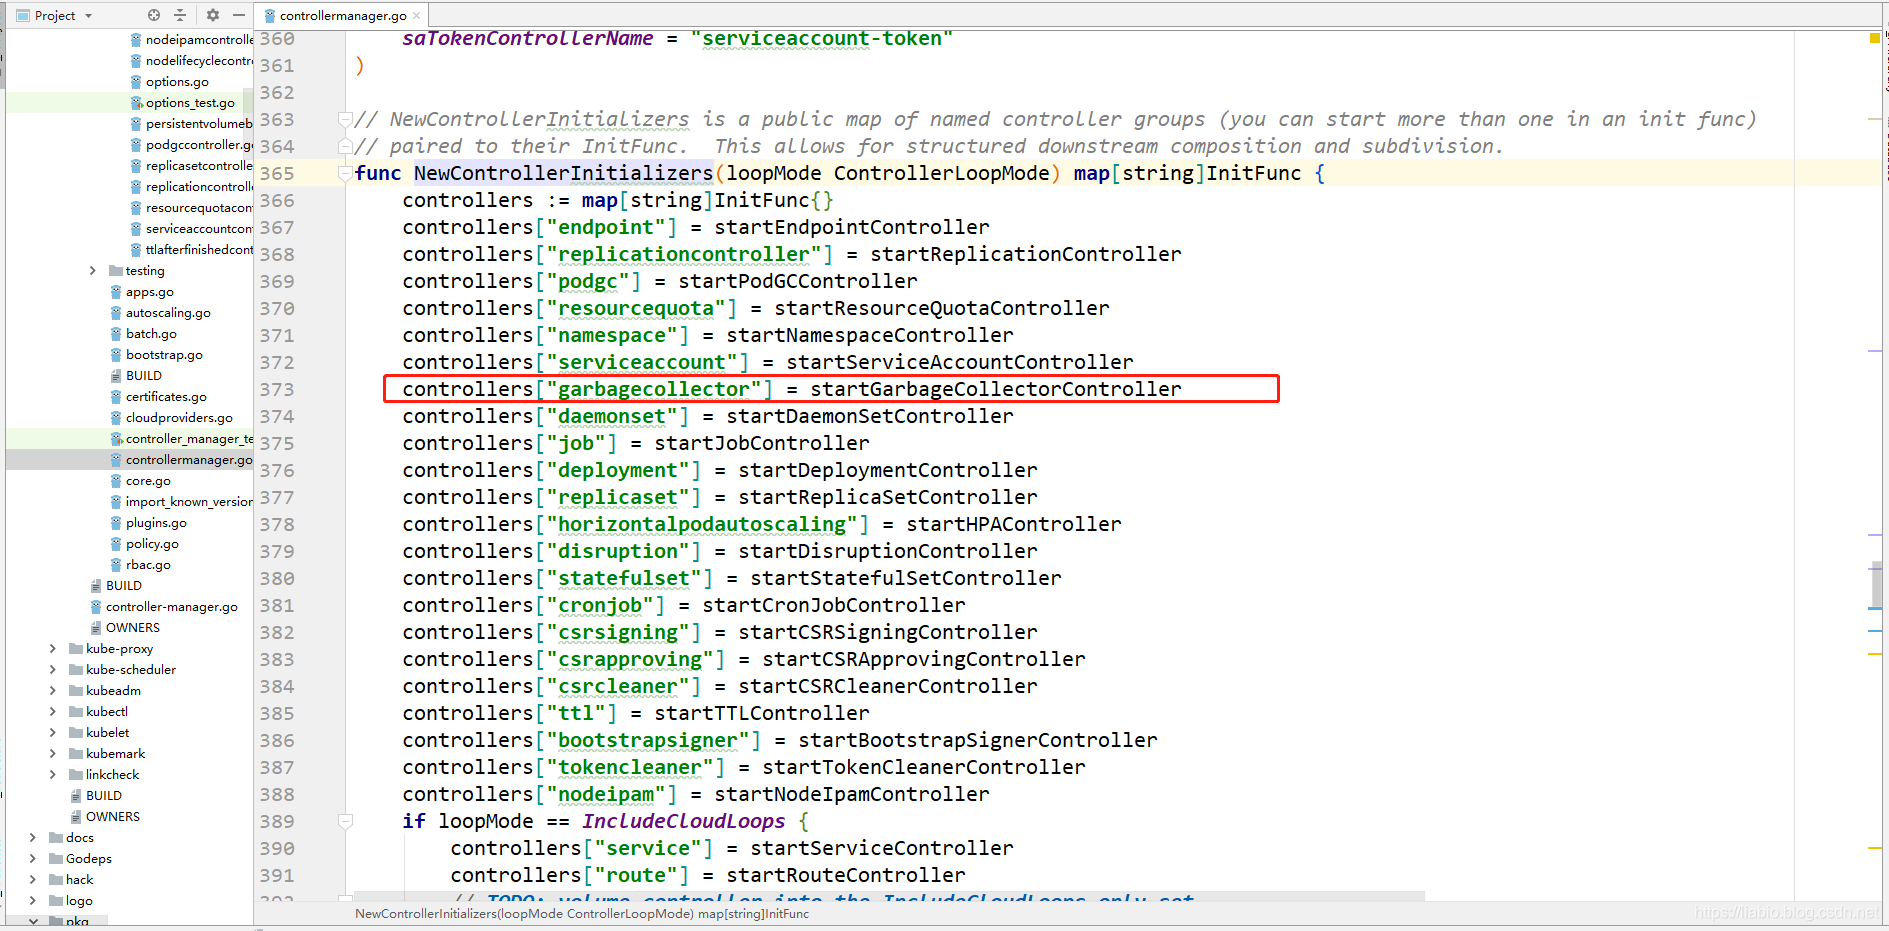 Project
controllermanager.go
nodeipamcontrolle
nodelifecyclecontr
options.go
options_test.go
persistentvolumeb
podgccontroller.g
replicasetcontrolle
replicationcontroll
resourcequotacon
serviceaccountcon
ttlafterfinishedcont
testing
apps.go
autoscaling.go
batch.go
bootstrap.go
BUILD
certificates.go
cloudproviders.go
controller_manager_te
controllermanager.go
core.go
import_known_version
plugins.go
policy.go
rbac.go
BUILD
controller-manager.go
OWNERS
kube-proxy
kube-scheduler
kubeadm
kubectl
kubelet
kubemark
linkcheck
BUILD
OWNERS
docs
Godeps
hack
logo
pkg
360 saTokenControllerName = "serviceaccount-token"
361 )
362
363 // NewControllerInitializers is a public map of named controller groups (you can start more than one in an init func)
364 // paired to their InitFunc.  This allows for structured downstream composition and subdivision.
365 func NewControllerInitializers(loopMode ControllerLoopMode) map[string]InitFunc {
366 controllers := map[string]InitFunc{}
367 controllers["endpoint"] = startEndpointController
368 controllers["replicationcontroller"] = startReplicationController
369 controllers["podgc"] = startPodGCController
370 controllers["resourcequota"] = startResourceQuotaController
371 controllers["namespace"] = startNamespaceController
372 controllers["serviceaccount"] = startServiceAccountController
373 controllers["garbagecollector"] = startGarbageCollectorController
374 controllers["daemonset"] = startDaemonSetController
375 controllers["job"] = startJobController
376 controllers["deployment"] = startDeploymentController
377 controllers["replicaset"] = startReplicaSetController
378 controllers["horizontalpodautoscaling"] = startHPAController
379 controllers["disruption"] = startDisruptionController
380 controllers["statefulset"] = startStatefulSetController
381 controllers["cronjob"] = startCronJobController
382 controllers["csrsigning"] = startCSRSigningController
383 controllers["csrapproving"] = startCSRApprovingController
384 controllers["csrcleaner"] = startCSRCleanerController
385 controllers["ttl"] = startTTLController
386 controllers["bootstrapsigner"] = startBootstrapSignerController
387 controllers["tokencleaner"] = startTokenCleanerController
388 controllers["nodeipam"] = startNodeIpamController
389 if loopMode == IncludeCloudLoops {
390 controllers["service"] = startServiceController
391 controllers["route"] = startRouteController
392 // TODO: volume controller into the IncludeCloudLoops only set
NewControllerInitializers(loopMode ControllerLoopMode) map[string]InitFunc
https://liabio.blog.csdn.net